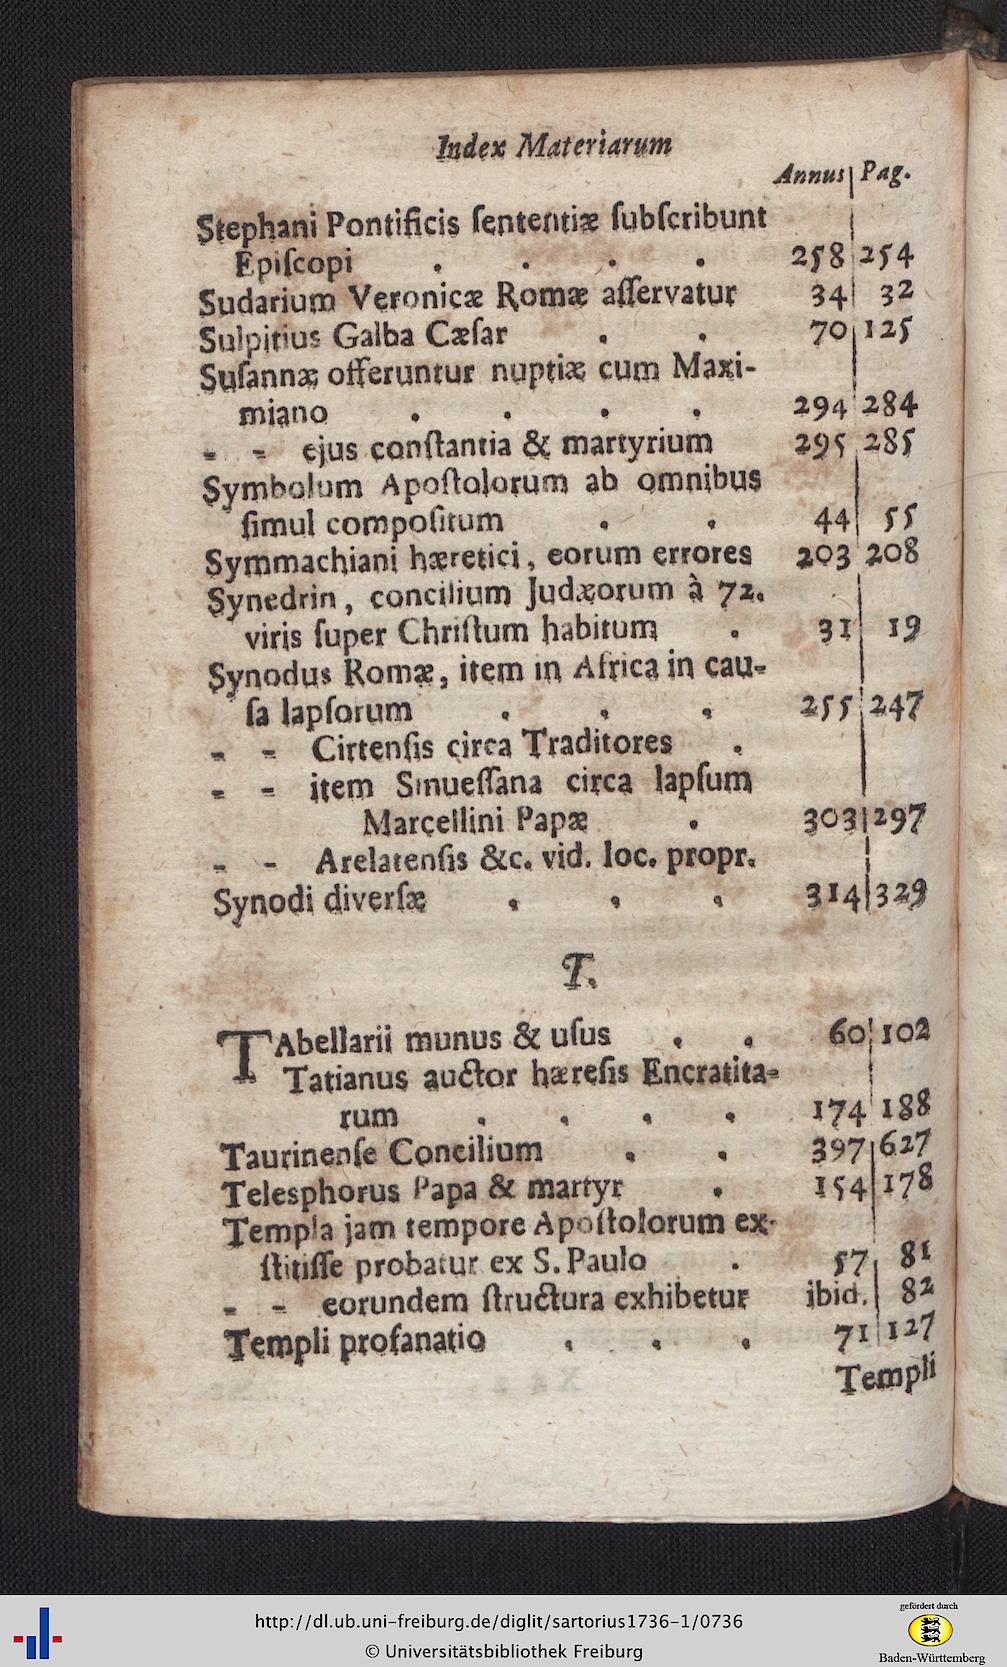 Index Materiarum
Annus | Pag.
Stephani Pontificis ſententiæ ſubſcribunt
Epiſcopi . . . . 258 254
Sudarium Veronicæ Romæ aſſervatur 34 32
Sulpitius Galba Cæſar . . 70 125
Suſannæ offeruntur nuptiæ cum Maxi-
miano . . . . 294 284
- - ejus conſtantia & martyrium 295 285
Symbolum Apoſtolorum ab omnibus
ſimul compoſitum . . 44 55
Symmachiani hæretici, eorum errores 203 208
Synedrin, concilium Judæorum à 72.
viris ſuper Chriſtum habitum . 31 19
Synodus Romæ, item in Africa in cau-
ſa lapſorum . . . 255 247
- - Cirtenſis circa Traditores .
- - item Sinueſſana circa lapſum
Marcellini Papæ . 303 297
- - Arelatenſis &c. vid. loc. propr.
Synodi diverſæ . . . 314 329
T.
TAbellarii munus & uſus . . 60 102
Tatianus auctor hæreſis Encratita-
rum . . . . 174 188
Taurinenſe Concilium . . 397 627
Telesphorus Papa & martyr . 154 178
Templa jam tempore Apoſtolorum ex-
ſtitiſſe probatur ex S. Paulo . 57 81
- - eorundem ſtructura exhibetur ibid. 82
Templi profanatio . . . 71 127
Templi
http://dl.ub.uni-freiburg.de/diglit/sartorius1736-1/0736
© Universitätsbibliothek Freiburg
gefördert durch
Baden-Württemberg